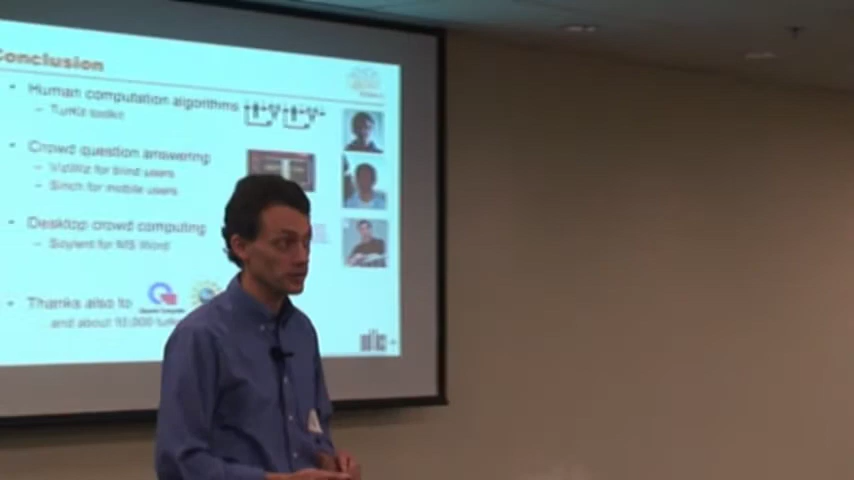 Conclusion
- Human computation algorithms
– TurKit toolkit
- Crowd question answering
– VizWiz for blind users
– Sinch for mobile users
- Desktop crowd computing
– Soylent for MS Word
- Thanks also to
and about 10,000